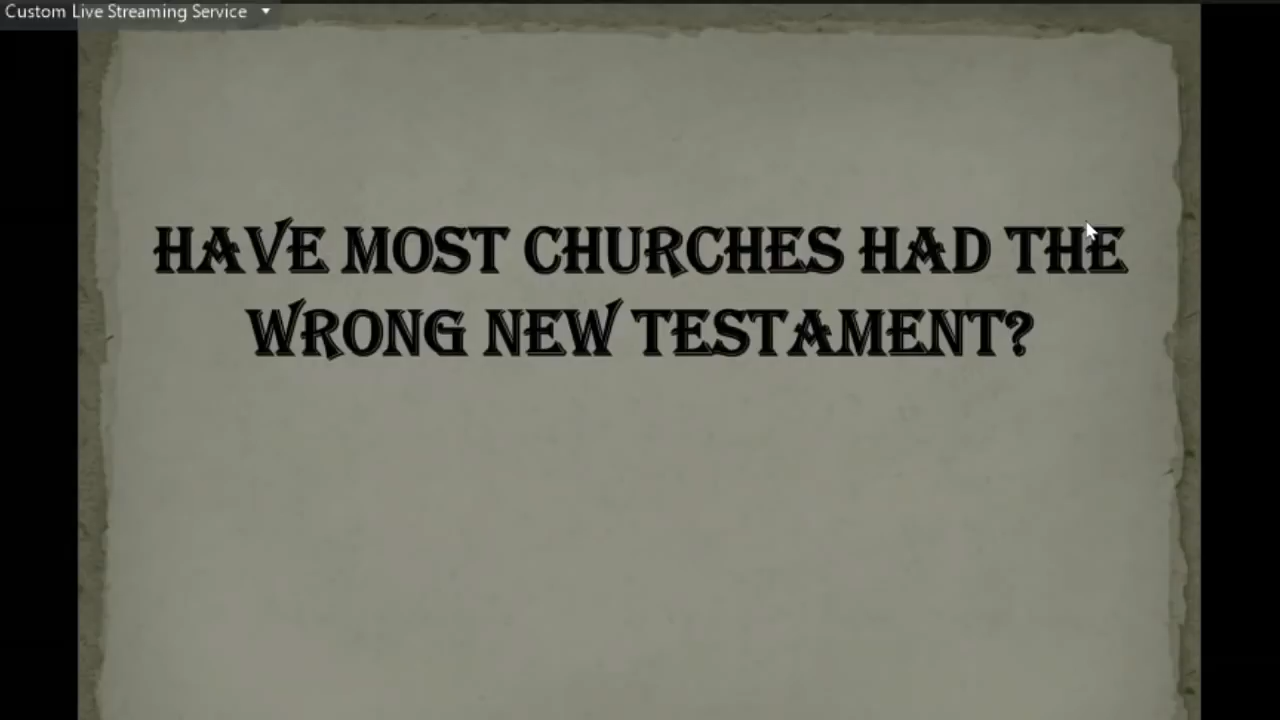 Custom Live Streaming Service
HAVE MOST CHURCHES HAD THE
WRONG NEW TESTAMENT?